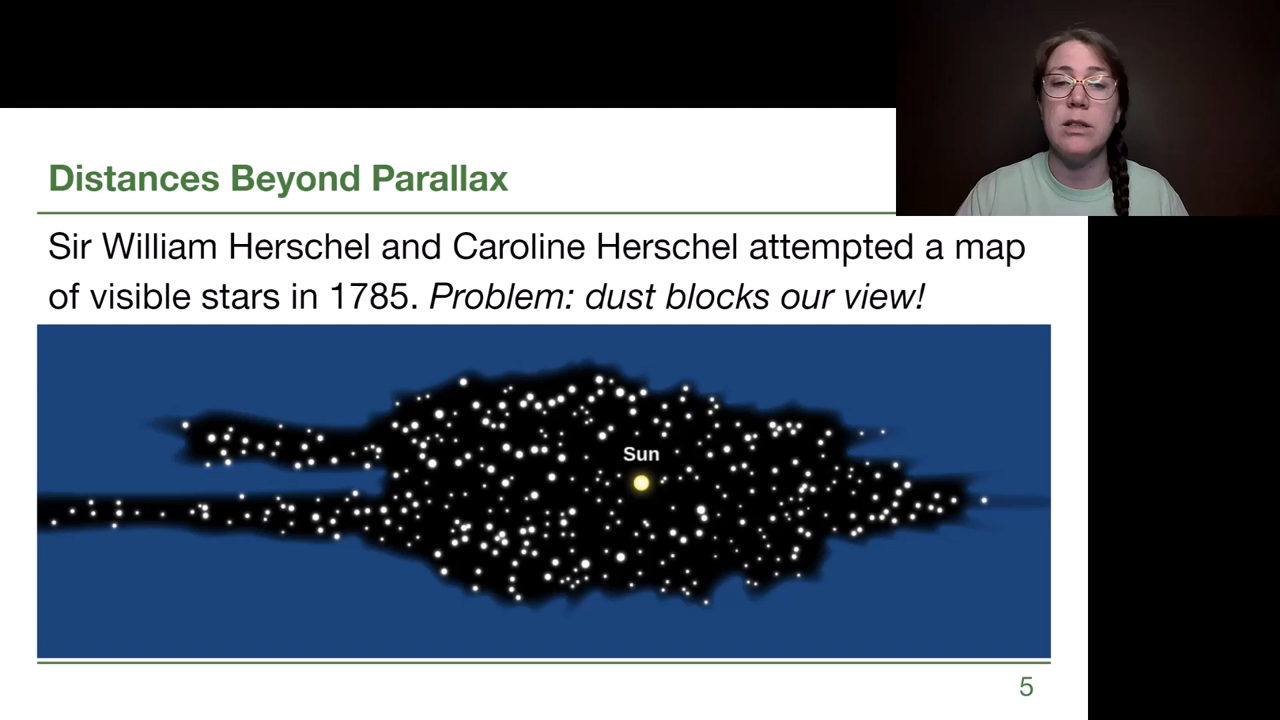 Distances Beyond Parallax
Sir William Herschel and Caroline Herschel attempted a map
of visible stars in 1785. Problem: dust blocks our view!
Sun
5